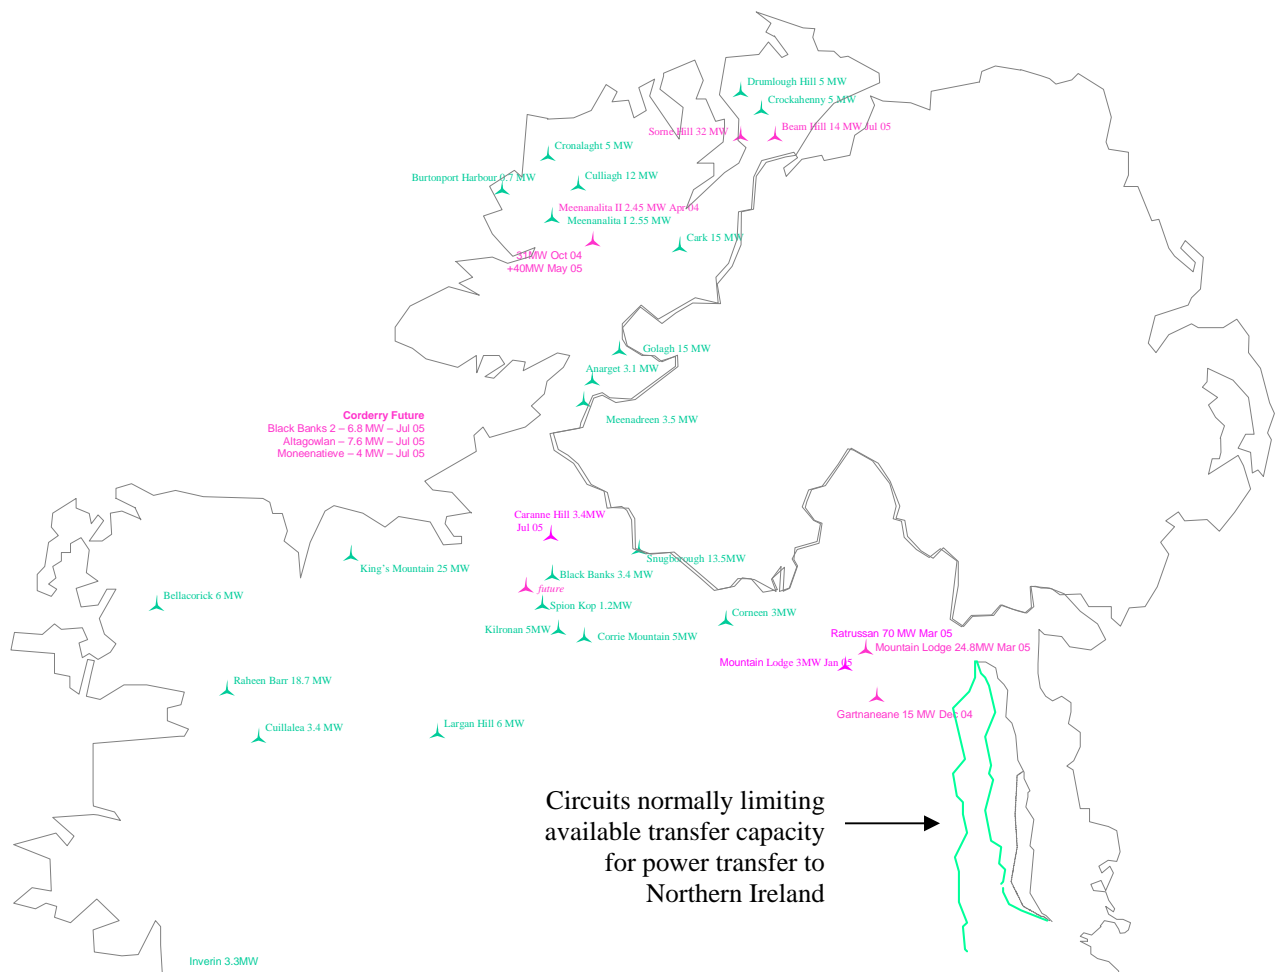 Drumlough Hill 5 MW
Crockahenny 5 MW
Sorne Hill 32 MW
Beam Hill 14 MW Jul 05
Cronalaght 5 MW
Burtonport Harbour 0.7 MW
Culliagh 12 MW
Meenanalita II 2.45 MW Apr 04
Meenanalita I 2.55 MW
Cark 15 MW
31MW Oct 04
+40MW May 05
Golagh 15 MW
Anarget 3.1 MW
Meenadreen 3.5 MW
Corderry Future
Black Banks 2 – 6.8 MW – Jul 05
Altagowlan – 7.6 MW – Jul 05
Moneenatieve – 4 MW – Jul 05
Caranne Hill 3.4MW
Jul 05
Snugborough 13.5MW
King's Mountain 25 MW
Black Banks 3.4 MW
future
Bellacorick 6 MW
Spion Kop 1.2MW
Corneen 3MW
Kilronan 5MW
Corrie Mountain 5MW
Ratrussan 70 MW Mar 05
Mountain Lodge 24.8MW Mar 05
Mountain Lodge 3MW Jan 05
Raheen Barr 18.7 MW
Gartnaneane 15 MW Dec 04
Cuillalea 3.4 MW
Largan Hill 6 MW
Circuits normally limiting
available transfer capacity
for power transfer to
Northern Ireland
Inverin 3.3MW